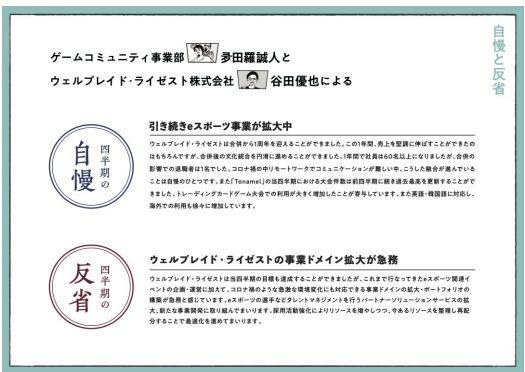 自慢と反省
ゲームコミュニティ事業部 夛田羅誠人と
ウェルプレイド・ライゼスト株式会社 谷田優也による
四半期の
自慢
引き続きeスポーツ事業が拡大中
ウェルプレイド・ライゼストは合併から1周年を迎えることができました。この1年間、売上を堅調に伸ばすことができたの
はもちろんですが、合併後の文化統合を円滑に進めることができました。1年間で社員は60名以上になりましたが、合併の
影響での退職者は1名でした。コロナ禍の中リモートワークでコミュニケーションが難しい中、こうした融合が進んでいる
ことは自慢のひとつです。また「Tonamel」の当四半期における大会件数は前四半期に続き過去最高を更新することがで
きました。トレーディングカードゲーム大会での利用が大きく増加したことが寄与しています。また英語・韓国語に対応し、
海外での利用も徐々に増加しています。
四半期の
反省
ウェルプレイド・ライゼストの事業ドメイン拡大が急務
ウェルプレイド・ライゼストは当四半期の目標も達成することができましたが、これまで行なってきたeスポーツ関連イ
ベントの企画・運営に加えて、コロナ禍のような急激な環境変化にも対応できる事業ドメインの拡大・ポートフォリオの
構築が急務と感じています。eスポーツの選手などタレントマネジメントを行うパートナーソリューションサービスの拡
大、新たな事業開発に取り組んでまいります。採用活動強化によりリソースを増やしつつ、今あるリソースを整理し再配
分することで最適化を進めてまいります。